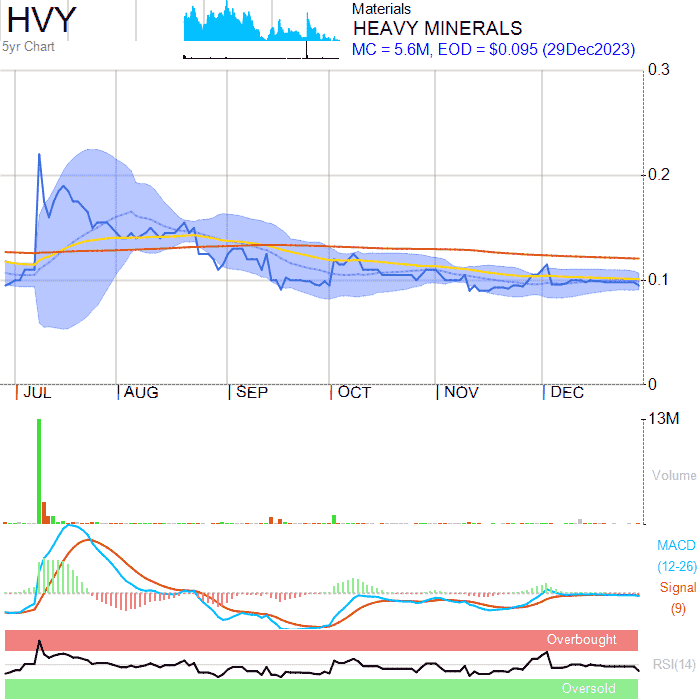 HVY
5yr Chart
Materials
HEAVY MINERALS
MC = 5.6M, EOD = $0.095 (29Dec2023)
0.3
0.2
0.1
0
JUL
AUG
SEP
OCT
NOV
DEC
13M
Volume
MACD
(12-26)
Signal
(9)
Overbought
RSI(14)
Oversold